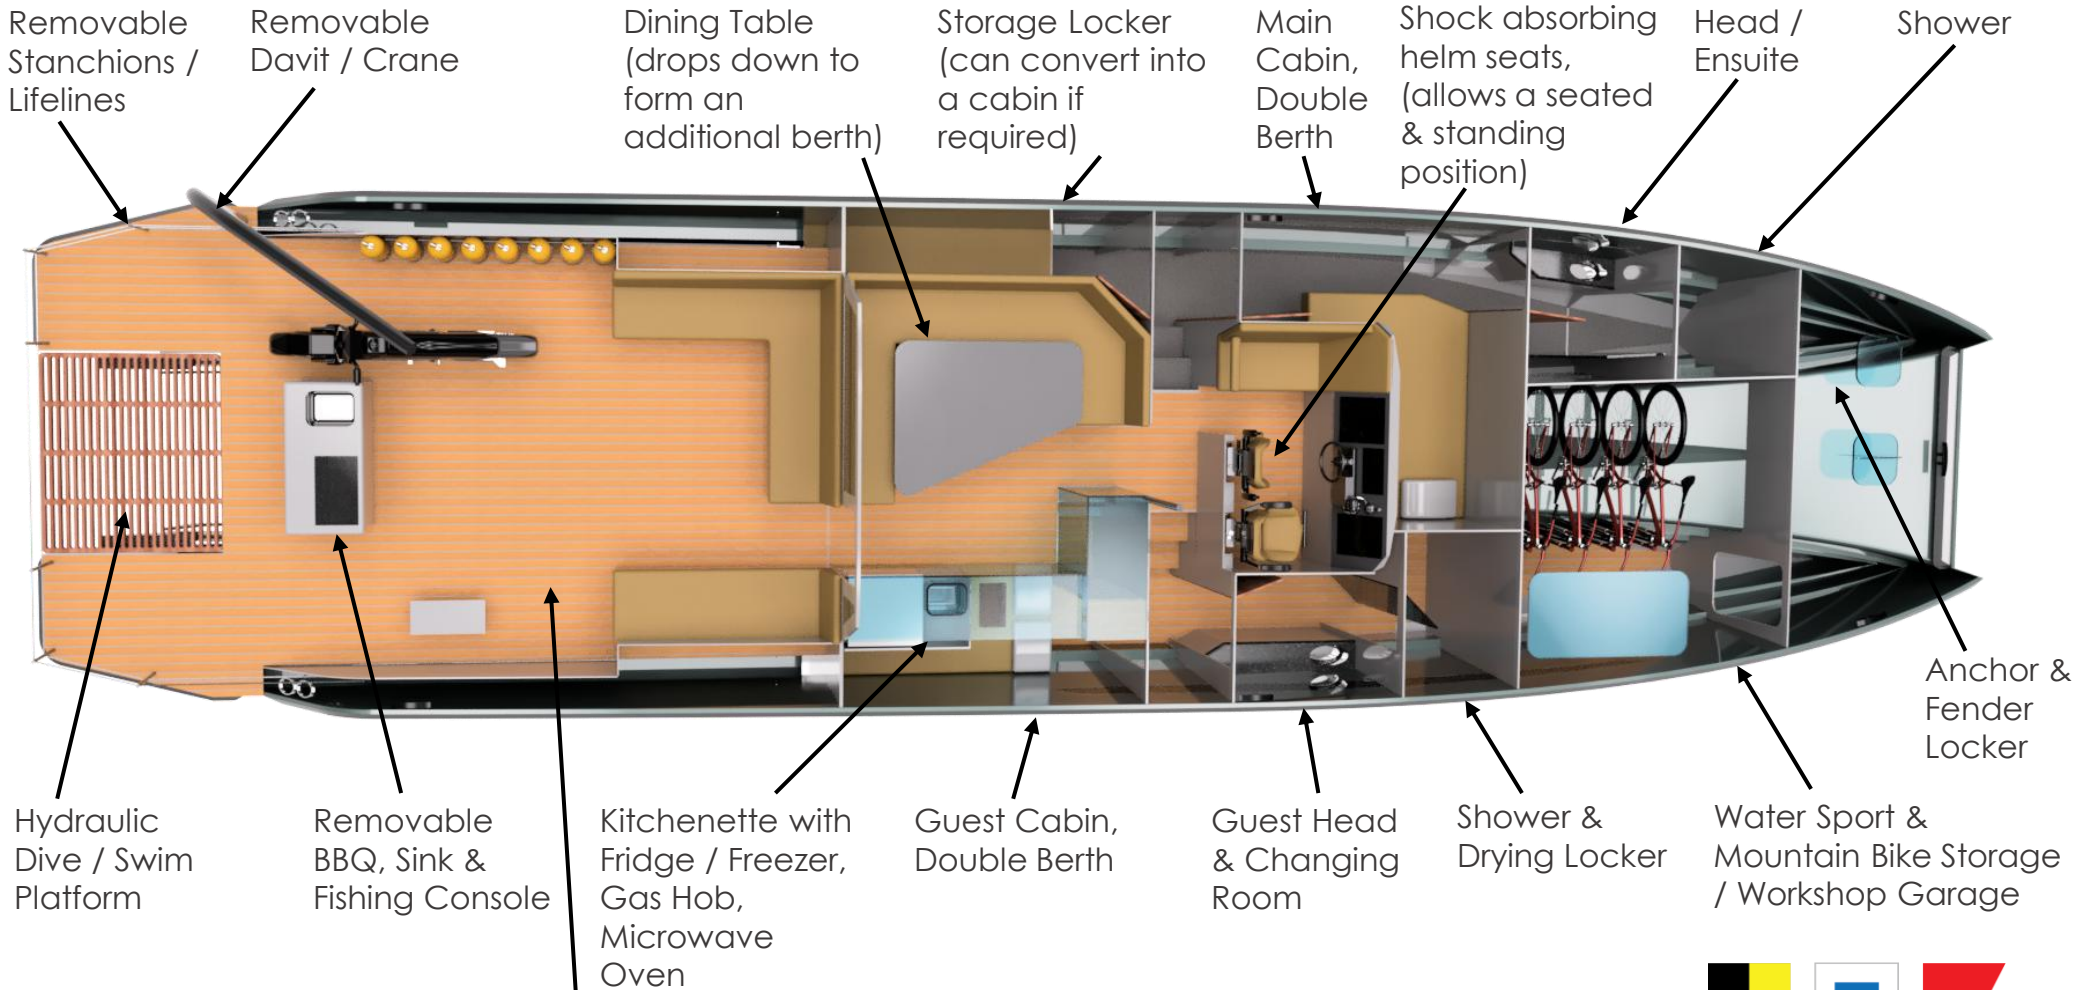 Removable
Stanchions /
Lifelines
Removable
Davit / Crane
Dining Table
(drops down to
form an
additional berth)
Storage Locker
(can convert into
a cabin if
required)
Main
Cabin,
Double
Berth
Shock absorbing
helm seats,
(allows a seated
& standing
position)
Head /
Ensuite
Shower
Anchor &
Fender
Locker
Hydraulic
Dive / Swim
Platform
Removable
BBQ, Sink &
Fishing Console
Kitchenette with
Fridge / Freezer,
Gas Hob,
Microwave
Oven
Guest Cabin,
Double Berth
Guest Head
& Changing
Room
Shower &
Drying Locker
Water Sport &
Mountain Bike Storage
/ Workshop Garage